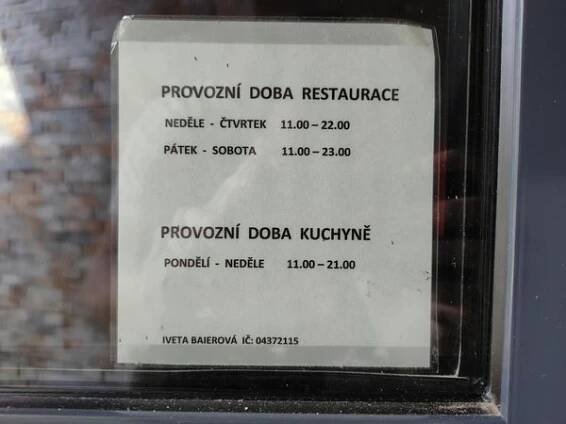 PROVOZNÍ DOBA RESTAURACE
NEDĚLE - ČTVRTEK 11.00 – 22.00
PÁTEK - SOBOTA 11.00 – 23.00
PROVOZNÍ DOBA KUCHYNĚ
PONDĚLÍ - NEDĚLE 11.00 – 21.00
IVETA BAIEROVÁ IČ: 04372115